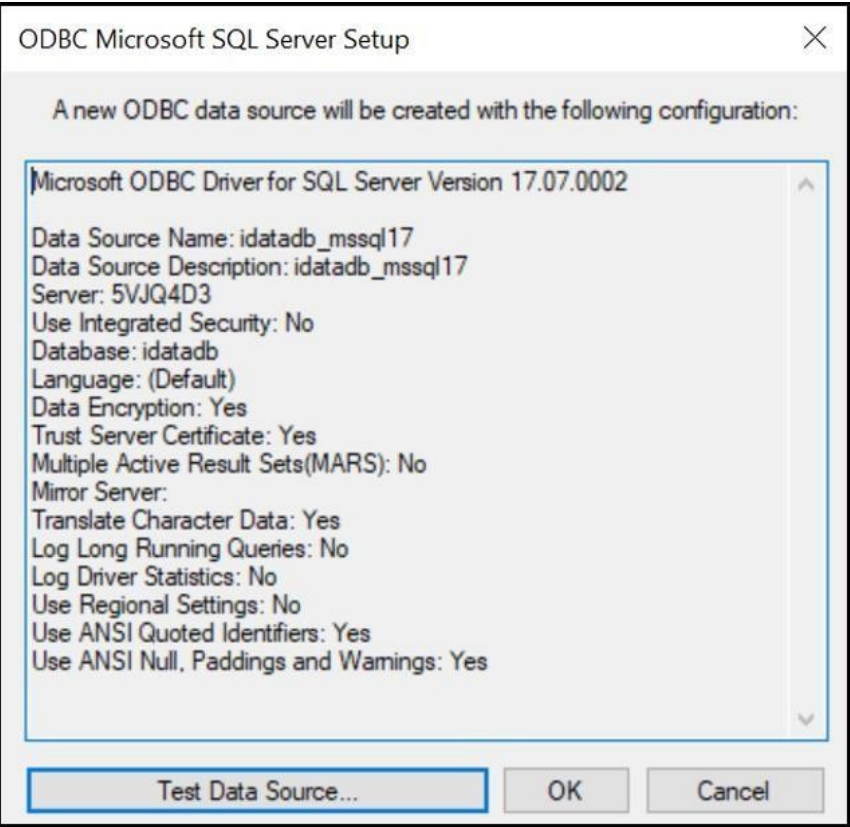 ODBC Microsoft SQL Server Setup
A new ODBC data source will be created with the following configuration:
Microsoft ODBC Driver for SQL Server Version 17.07.0002
Data Source Name: idatadb_mssql17
Data Source Description: idatadb_mssql17
Server: 5VJQ4D3
Use Integrated Security: No
Database: idatadb
Language: (Default)
Data Encryption: Yes
Trust Server Certificate: Yes
Multiple Active Result Sets(MARS): No
Mirror Server:
Translate Character Data: Yes
Log Long Running Queries: No
Log Driver Statistics: No
Use Regional Settings: No
Use ANSI Quoted Identifiers: Yes
Use ANSI Null, Paddings and Warnings: Yes
Test Data Source...
OK
Cancel